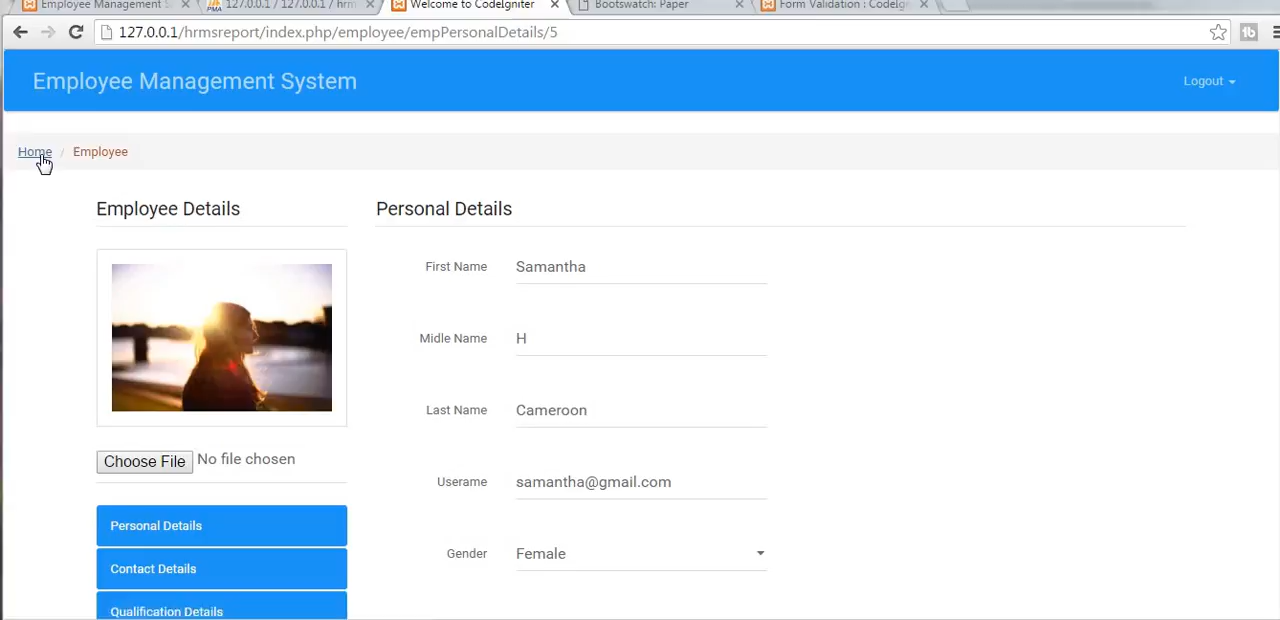 Employee Management S
127.0.0.1 / 127.0.0.1 / hrm
Welcome to CodeIgniter
Bootswatch: Paper
Form Validation : CodeIg
127.0.0.1/hrmsreport/index.php/employee/empPersonalDetails/5
Employee Management System
Logout
Home / Employee
Employee Details
Personal Details
First Name Samantha
Midle Name H
Last Name Cameroon
Userame samantha@gmail.com
Gender Female
Choose File No file chosen
Personal Details
Contact Details
Qualification Details